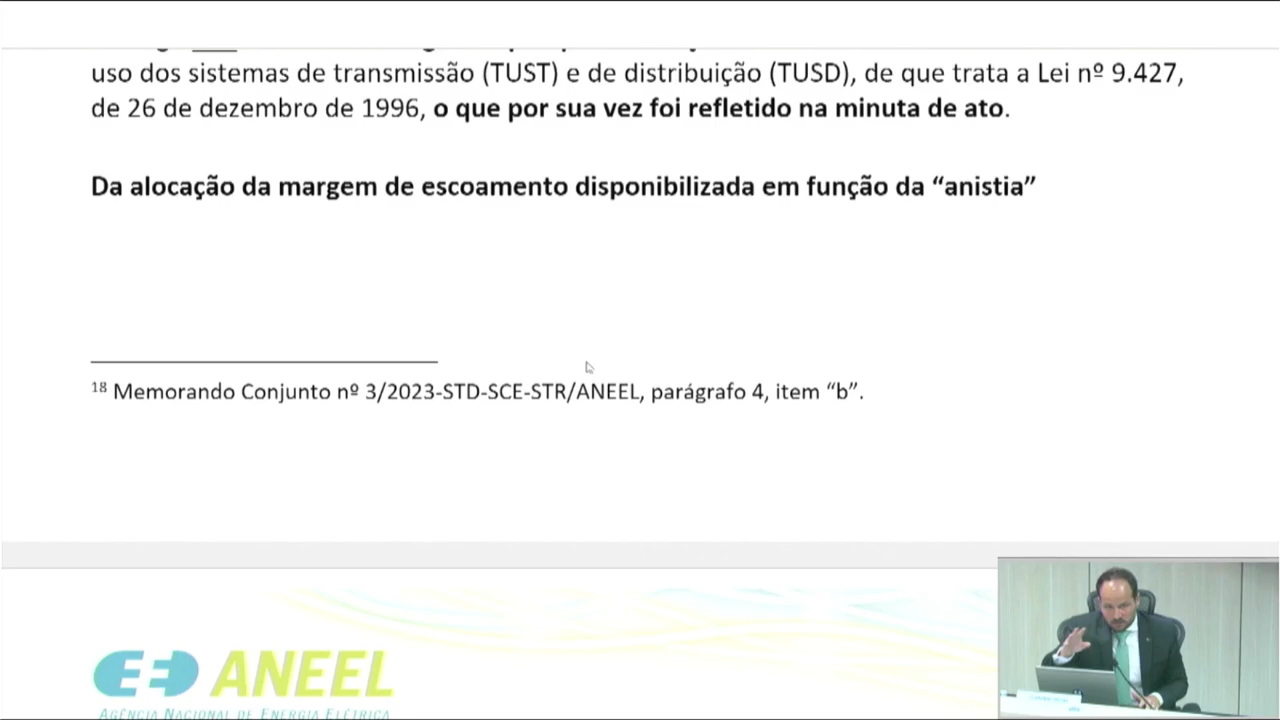 uso dos sistemas de transmissão (TUST) e de distribuição (TUSD), de que trata a Lei nº 9.427,
de 26 de dezembro de 1996, o que por sua vez foi refletido na minuta de ato.
Da alocação da margem de escoamento disponibilizada em função da “anistia”
18 Memorando Conjunto nº 3/2023-STD-SCE-STR/ANEEL, parágrafo 4, item “b”.
ANEEL
AGÊNCIA NACIONAL DE ENERGIA ELÉTRICA